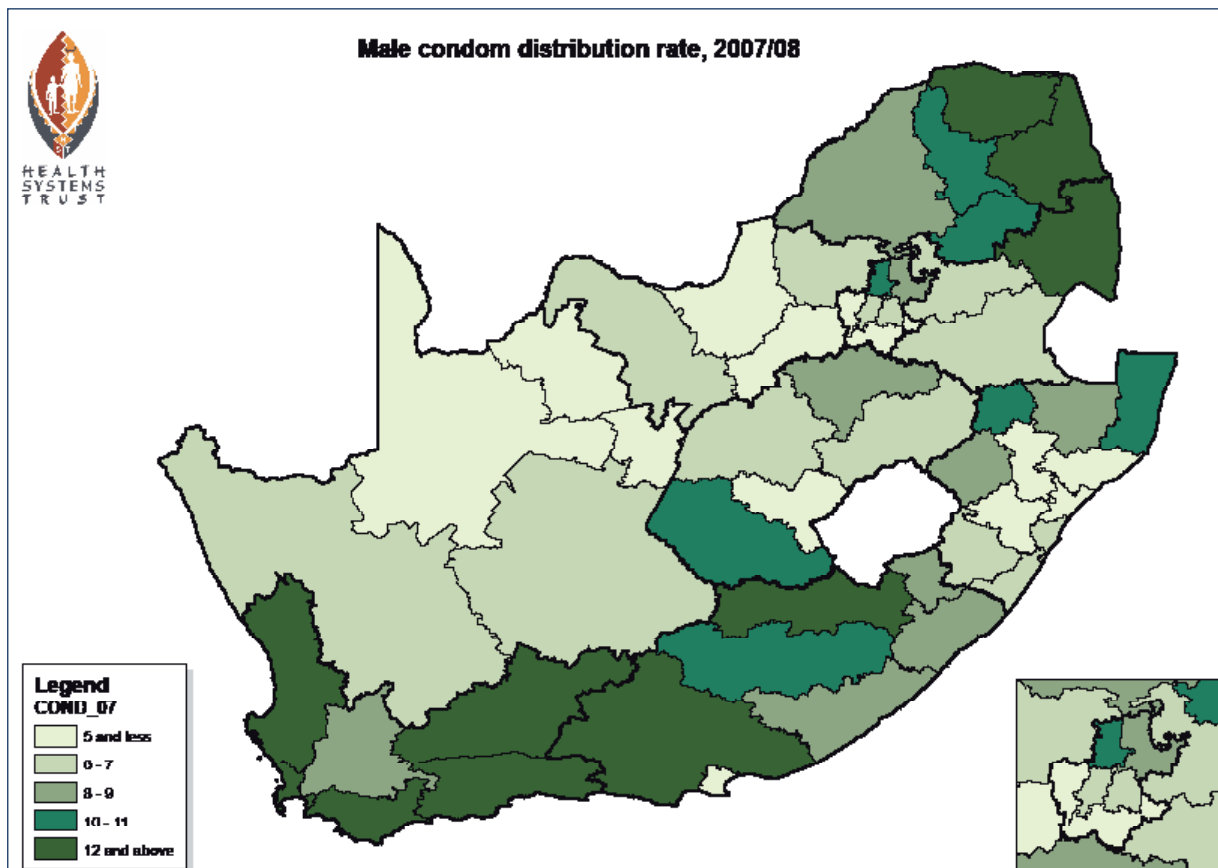 Male condom distribution rate, 2007/08
HEALTH
SYSTEMS
TRUST
Legend
COND_07
5 and less
6 - 7
8 - 9
10 - 11
12 and above